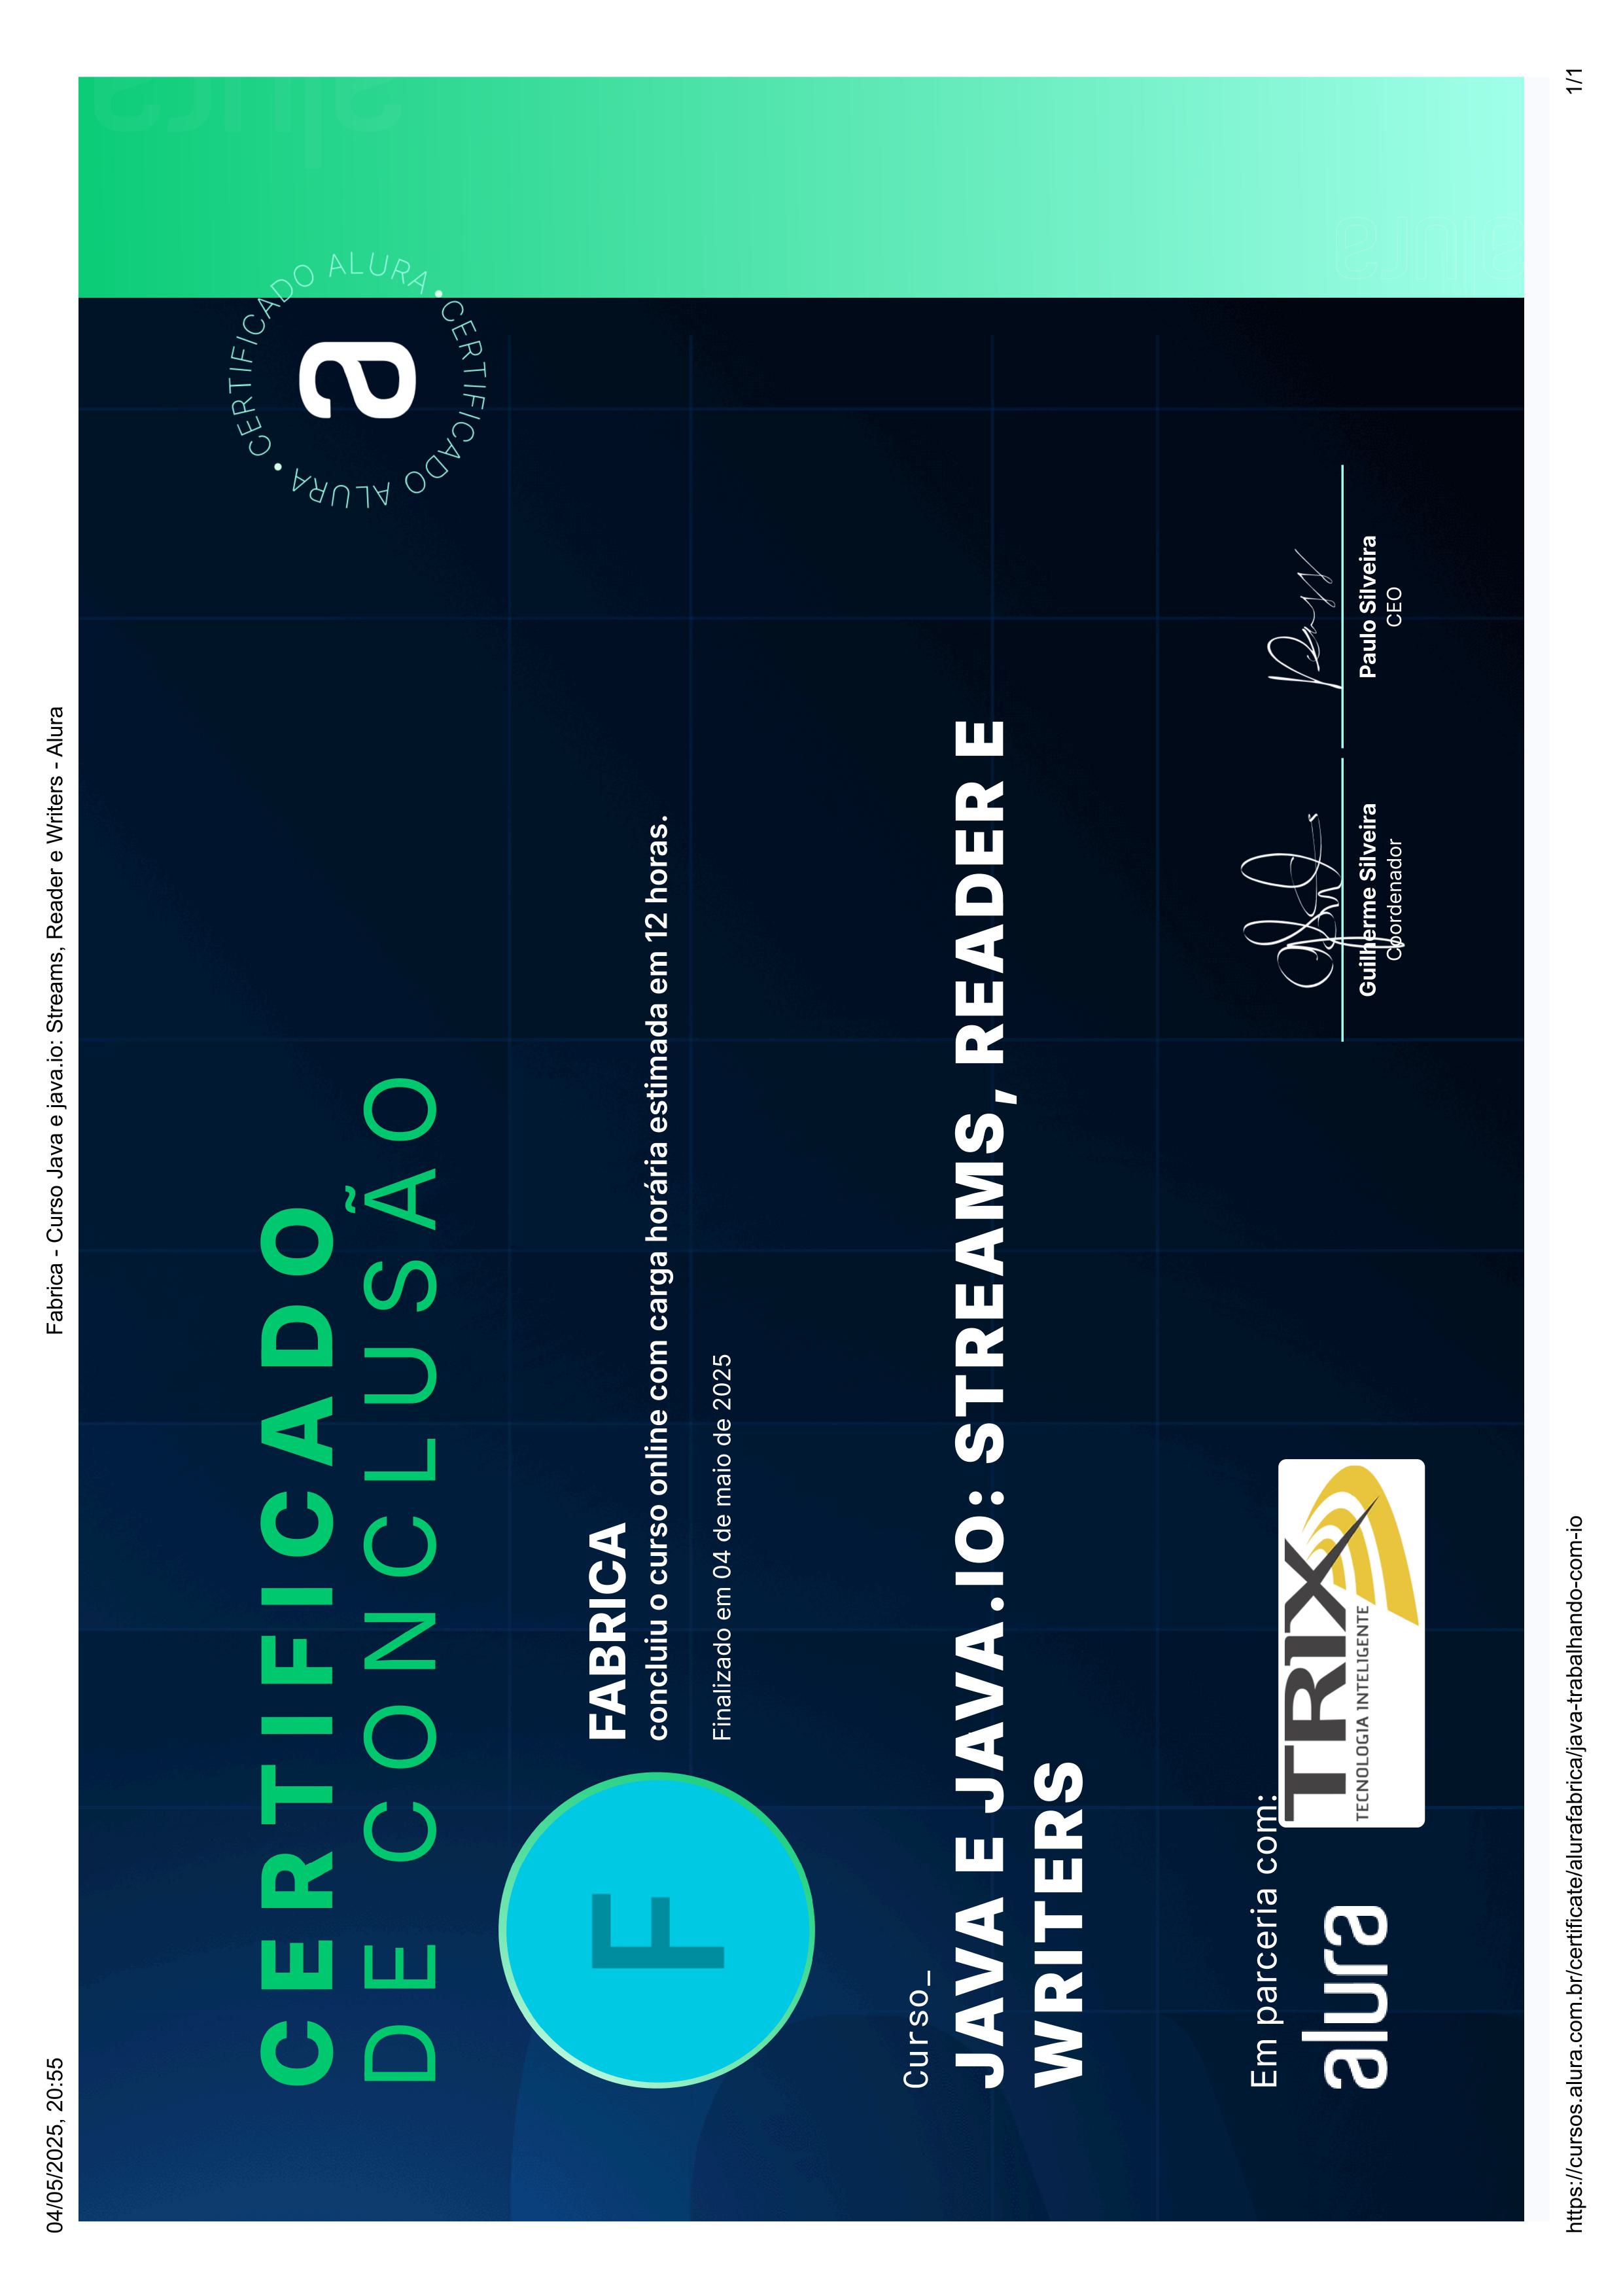 04/05/2025, 20:55
Fabrica - Curso Java e java.io: Streams, Reader e Writers - Alura
alura
CERTIFICADO ALURA • CERTIFICADO ALURA •
a
CERTIFICADO
DE CONCLUSÃO
F
FABRICA
concluiu o curso online com carga horária estimada em 12 horas.
Finalizado em 04 de maio de 2025
Curso_
JAVA E JAVA.IO: STREAMS, READER E
WRITERS
Em parceria com:
alura
TRIX
TECNOLOGIA INTELIGENTE
Guilherme Silveira
Coordenador
Paulo Silveira
CEO
alura
https://cursos.alura.com.br/certificate/alurafabrica/java-trabalhando-com-io
1/1